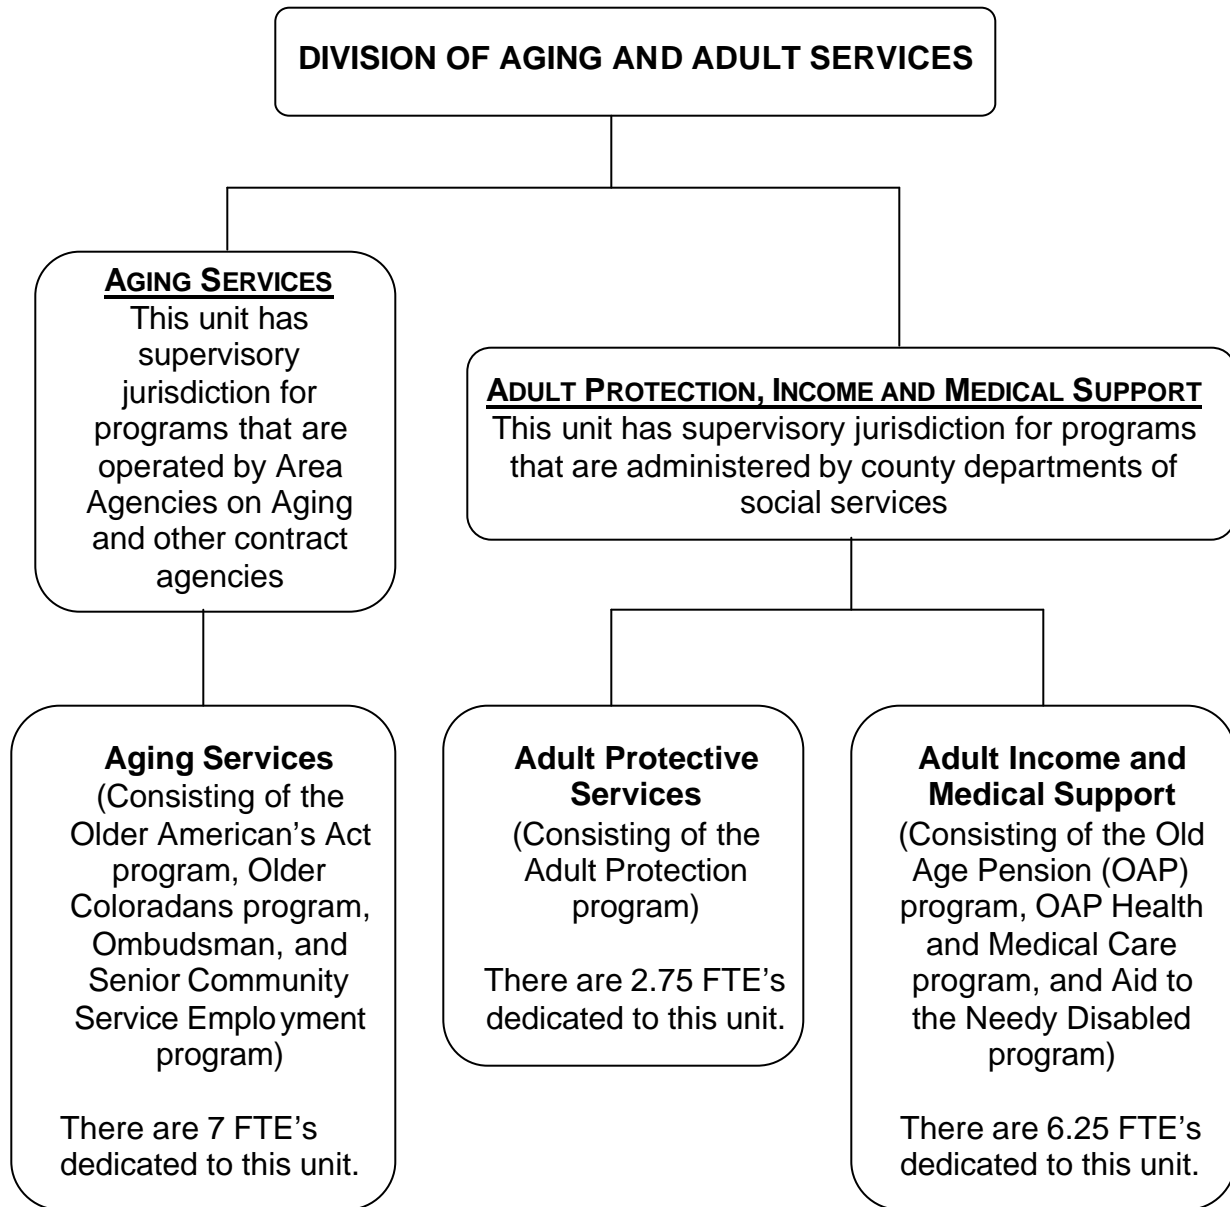 DIVISION OF AGING AND ADULT SERVICES
AGING SERVICES
This unit has
supervisory
jurisdiction for
programs that are
operated by Area
Agencies on Aging
and other contract
agencies
ADULT PROTECTION, INCOME AND MEDICAL SUPPORT
This unit has supervisory jurisdiction for programs
that are administered by county departments of
social services
Aging Services
(Consisting of the
Older American’s Act
program, Older
Coloradans program,
Ombudsman, and
Senior Community
Service Employment
program)
There are 7 FTE’s
dedicated to this unit.
Adult Protective
Services
(Consisting of the
Adult Protection
program)
There are 2.75 FTE’s
dedicated to this unit.
Adult Income and
Medical Support
(Consisting of the Old
Age Pension (OAP)
program, OAP Health
and Medical Care
program, and Aid to
the Needy Disabled
program)
There are 6.25 FTE’s
dedicated to this unit.